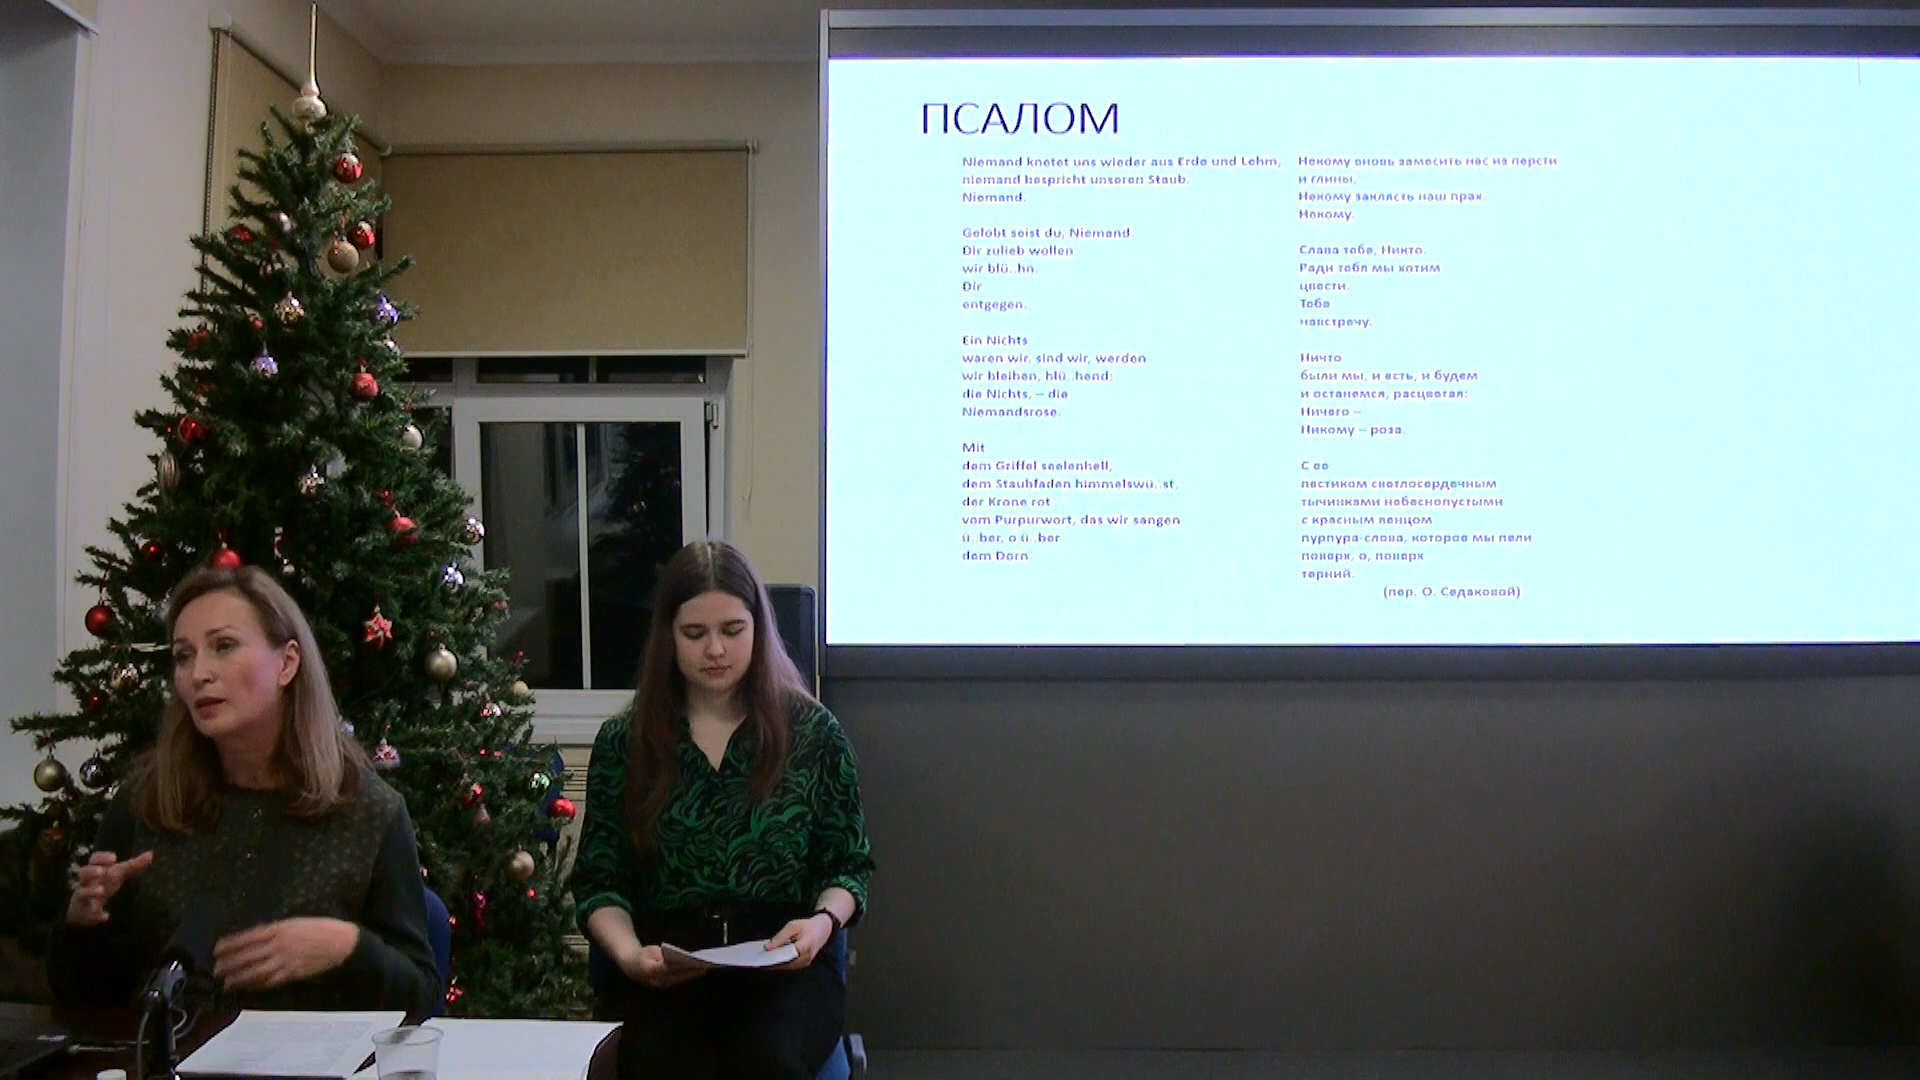 ПСАЛОМ
Niemand knetet uns wieder aus Erde und Lehm,
niemand bespricht unseren Staub.
Niemand.
Gelobt seist du, Niemand.
Dir zulieb wollen
wir blü..hn.
Dir
entgegen.
Ein Nichts
waren wir, sind wir, werden
wir bleiben, blü..hend:
die Nichts, – die
Niemandsrose.
Mit
dem Griffel seelenhell,
dem Staubfaden himmelswü..st,
der Krone rot
vom Purpurwort, das wir sangen
ü..ber, o ü..ber
dem Dorn.
Некому вновь замесить нас из персти
и глины,
Некому заклясть наш прах.
Некому.
Слава тебе, Никто.
Ради тебя мы хотим
цвести.
Тебе
навстречу.
Ничто
были мы, и есть, и будем
и останемся, расцветая:
Ничего –
Никому – роза.
С ее
пестиком светлосердечным
тычинками небеснопустыми
с красным венцом
пурпура-слова, которое мы пели
поверх, о, поверх
терний.
(пер. О. Седаковой)